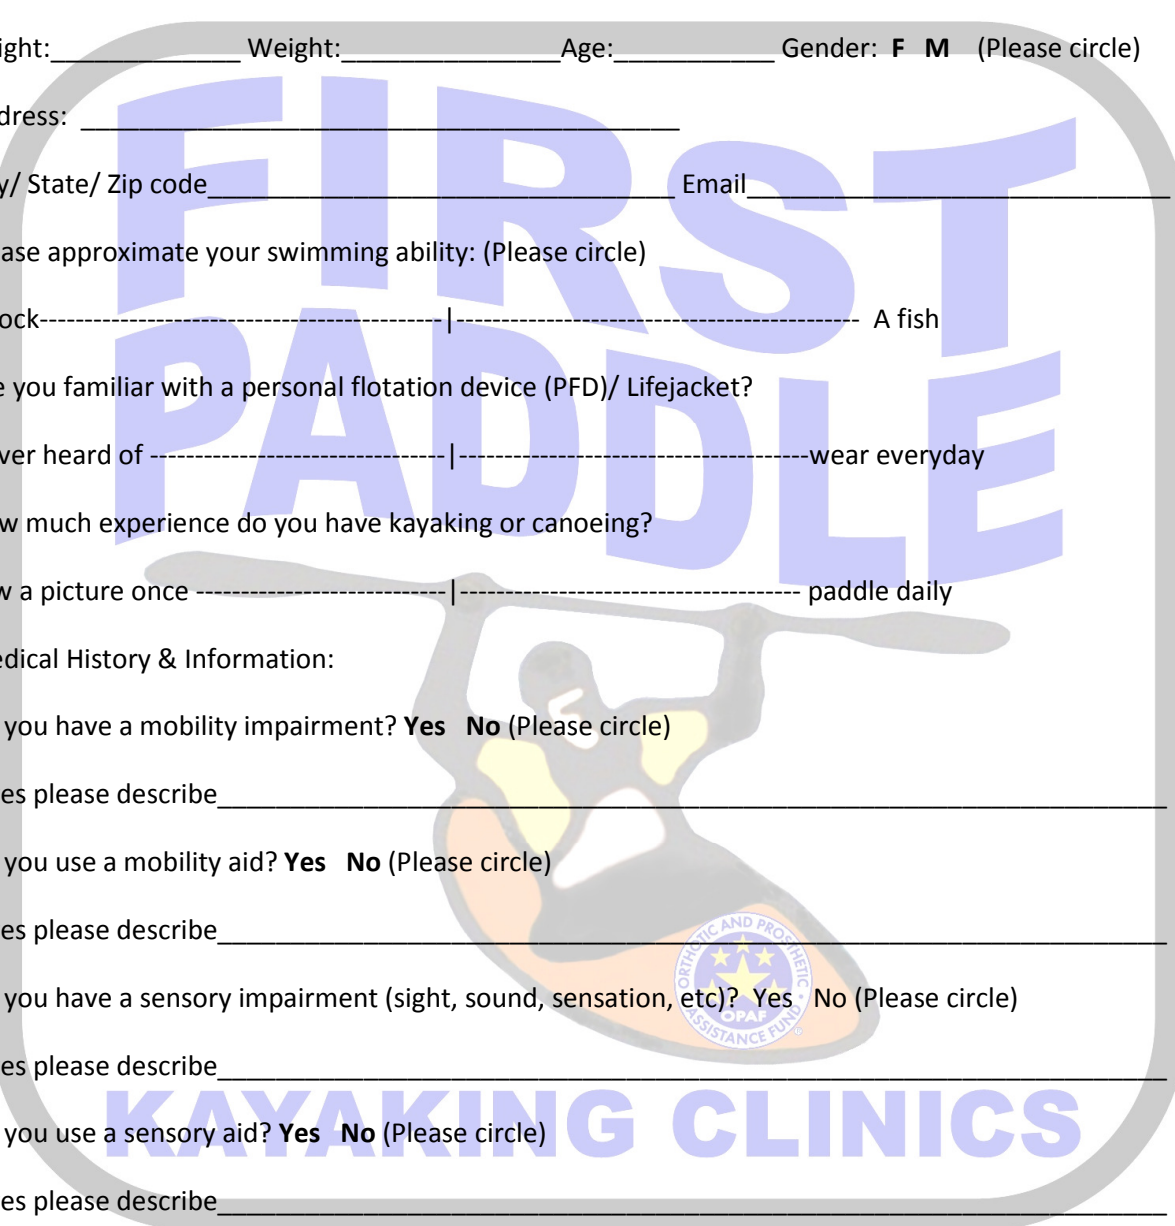 ight:_____________ Weight:_______________Age:___________ Gender: F M (Please circle)
dress: _________________________________________
y/ State/ Zip code________________________________ Email_____________________________
ase approximate your swimming ability: (Please circle)
ock--------------------------------------------|-------------------------------------------- A fish
e you familiar with a personal flotation device (PFD)/ Lifejacket?
ver heard of --------------------------------|--------------------------------------wear everyday
w much experience do you have kayaking or canoeing?
w a picture once ---------------------------|------------------------------------- paddle daily
edical History & Information:
you have a mobility impairment? Yes No (Please circle)
es please describe_________________________________________________________________
you use a mobility aid? Yes No (Please circle)
es please describe_________________________________________________________________
you have a sensory impairment (sight, sound, sensation, etc)? Yes No (Please circle)
es please describe_________________________________________________________________
you use a sensory aid? Yes No (Please circle)
es please describe_________________________________________________________________
FIRST
PADDLE
ORTHOTIC AND PROSTHETIC
ASSISTANCE FUND
OPAF
KAYAKING CLINICS